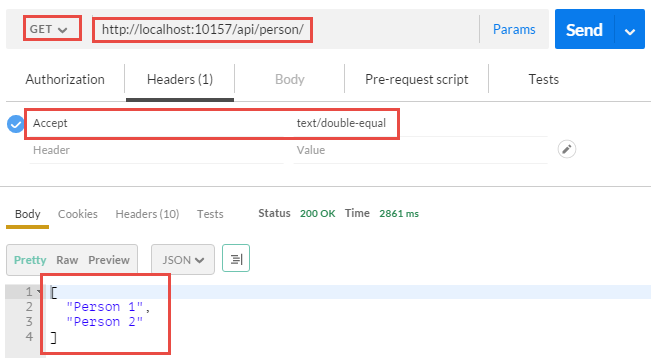 GET http://localhost:10157/api/person/ Params Send
Authorization Headers (1) Body Pre-request script Tests
Accept text/double-equal
Header Value
Body Cookies Headers (10) Tests Status 200 OK Time 2861 ms
Pretty Raw Preview JSON
1 [
2 "Person 1",
3 "Person 2"
4 ]